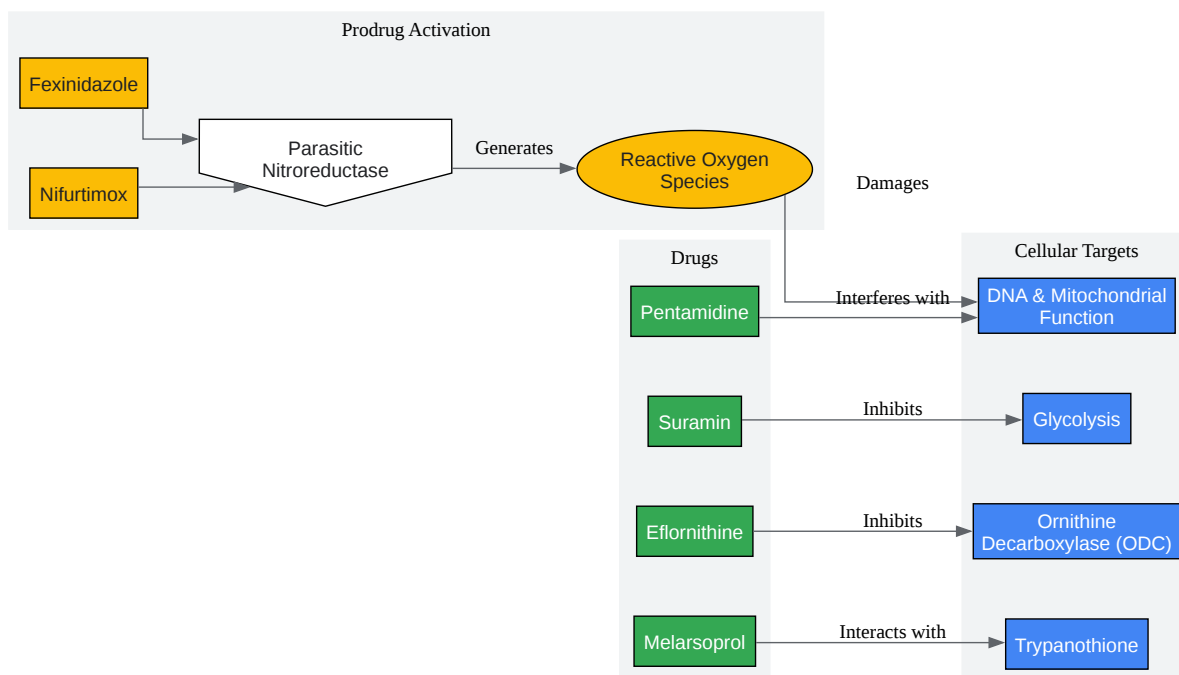 Prodrug Activation
Fexinidazole
Parasitic
Nitroreductase
Generates
Reactive Oxygen
Species
Nifurtimox
Damages
Drugs
Cellular Targets
Pentamidine
Interferes with
DNA & Mitochondrial
Function
Suramin
Inhibits
Glycolysis
Eflornithine
Inhibits
Ornithine
Decarboxylase (ODC)
Melarsoprol
Interacts with
Trypanothione